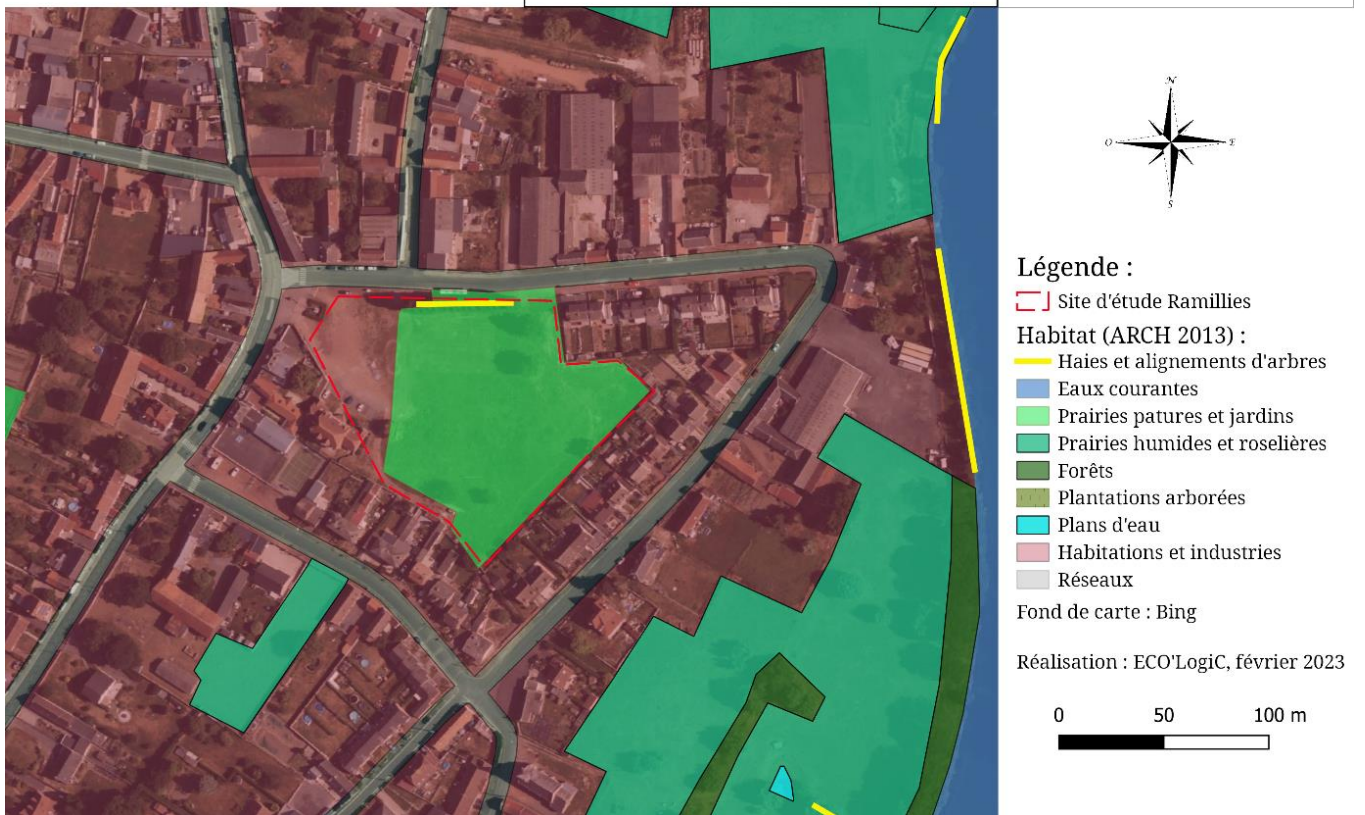 N
O
E
S
Légende :
Site d'étude Ramillies
Habitat (ARCH 2013) :
Haies et alignements d'arbres
Eaux courantes
Prairies patures et jardins
Prairies humides et roselières
Forêts
Plantations arborées
Plans d'eau
Habitations et industries
Réseaux
Fond de carte : Bing
Réalisation : ECO'LogiC, février 2023
0 50 100 m